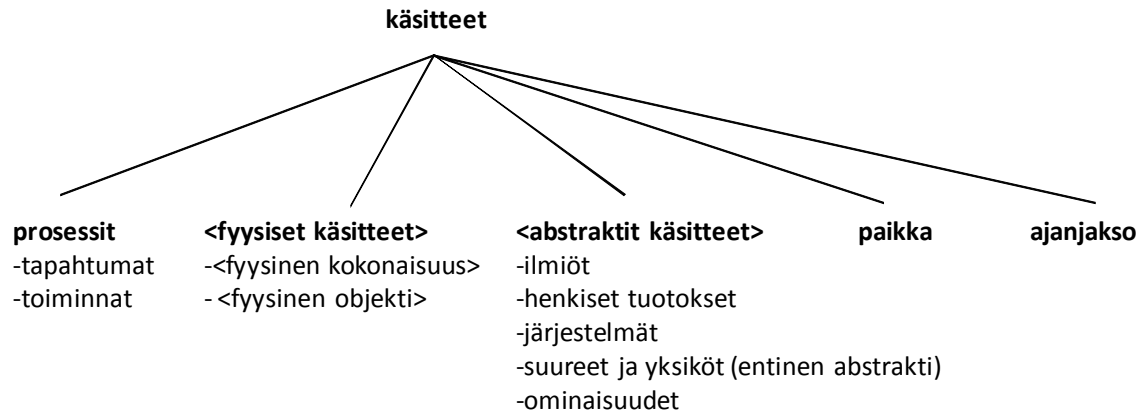 käsitteet
prosessit
-tapahtumat
-toiminnat
<fyysiset käsitteet>
-<fyysinen kokonaisuus>
- <fyysinen objekti>
<abstraktit käsitteet>
-ilmiöt
-henkiset tuotokset
-järjestelmät
-suureet ja yksiköt (entinen abstrakti)
-ominaisuudet
paikka
ajanjakso